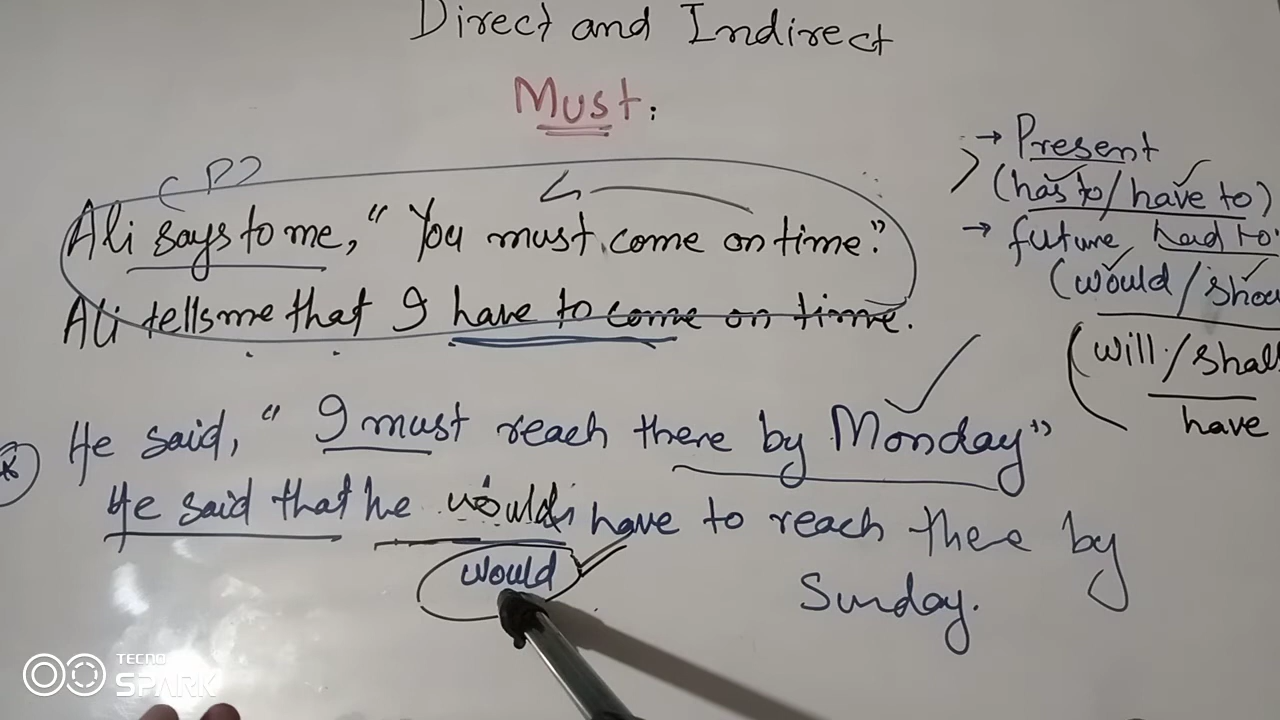 Direct and Indirect
Must:
(P)
Ali says to me, "You must come on time."
Ali tells me that I have to come on time.
He said, "I must reach there by Monday"
He said that he would have to reach there by
Sunday.
would
→ Present
(has to/have to)
→ future, had to.
(would/shou
(will/shall
have
TECNO
SPARK